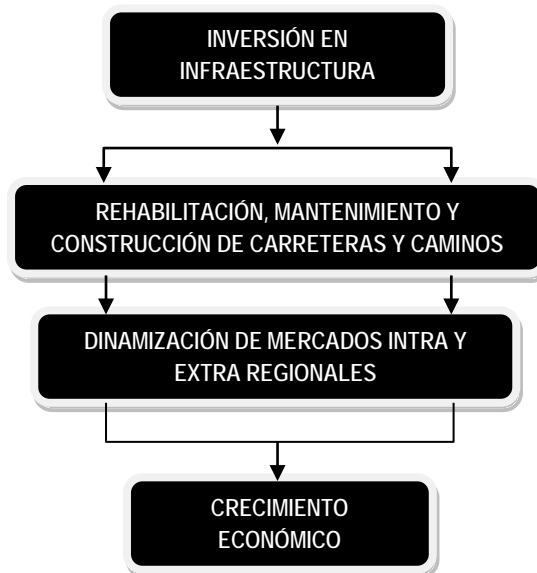 INVERSIÓN EN
INFRAESTRUCTURA
REHABILITACIÓN, MANTENIMIENTO Y
CONSTRUCCIÓN DE CARRETERAS Y CAMINOS
DINAMIZACIÓN DE MERCADOS INTRA Y
EXTRA REGIONALES
CRECIMIENTO
ECONÓMICO